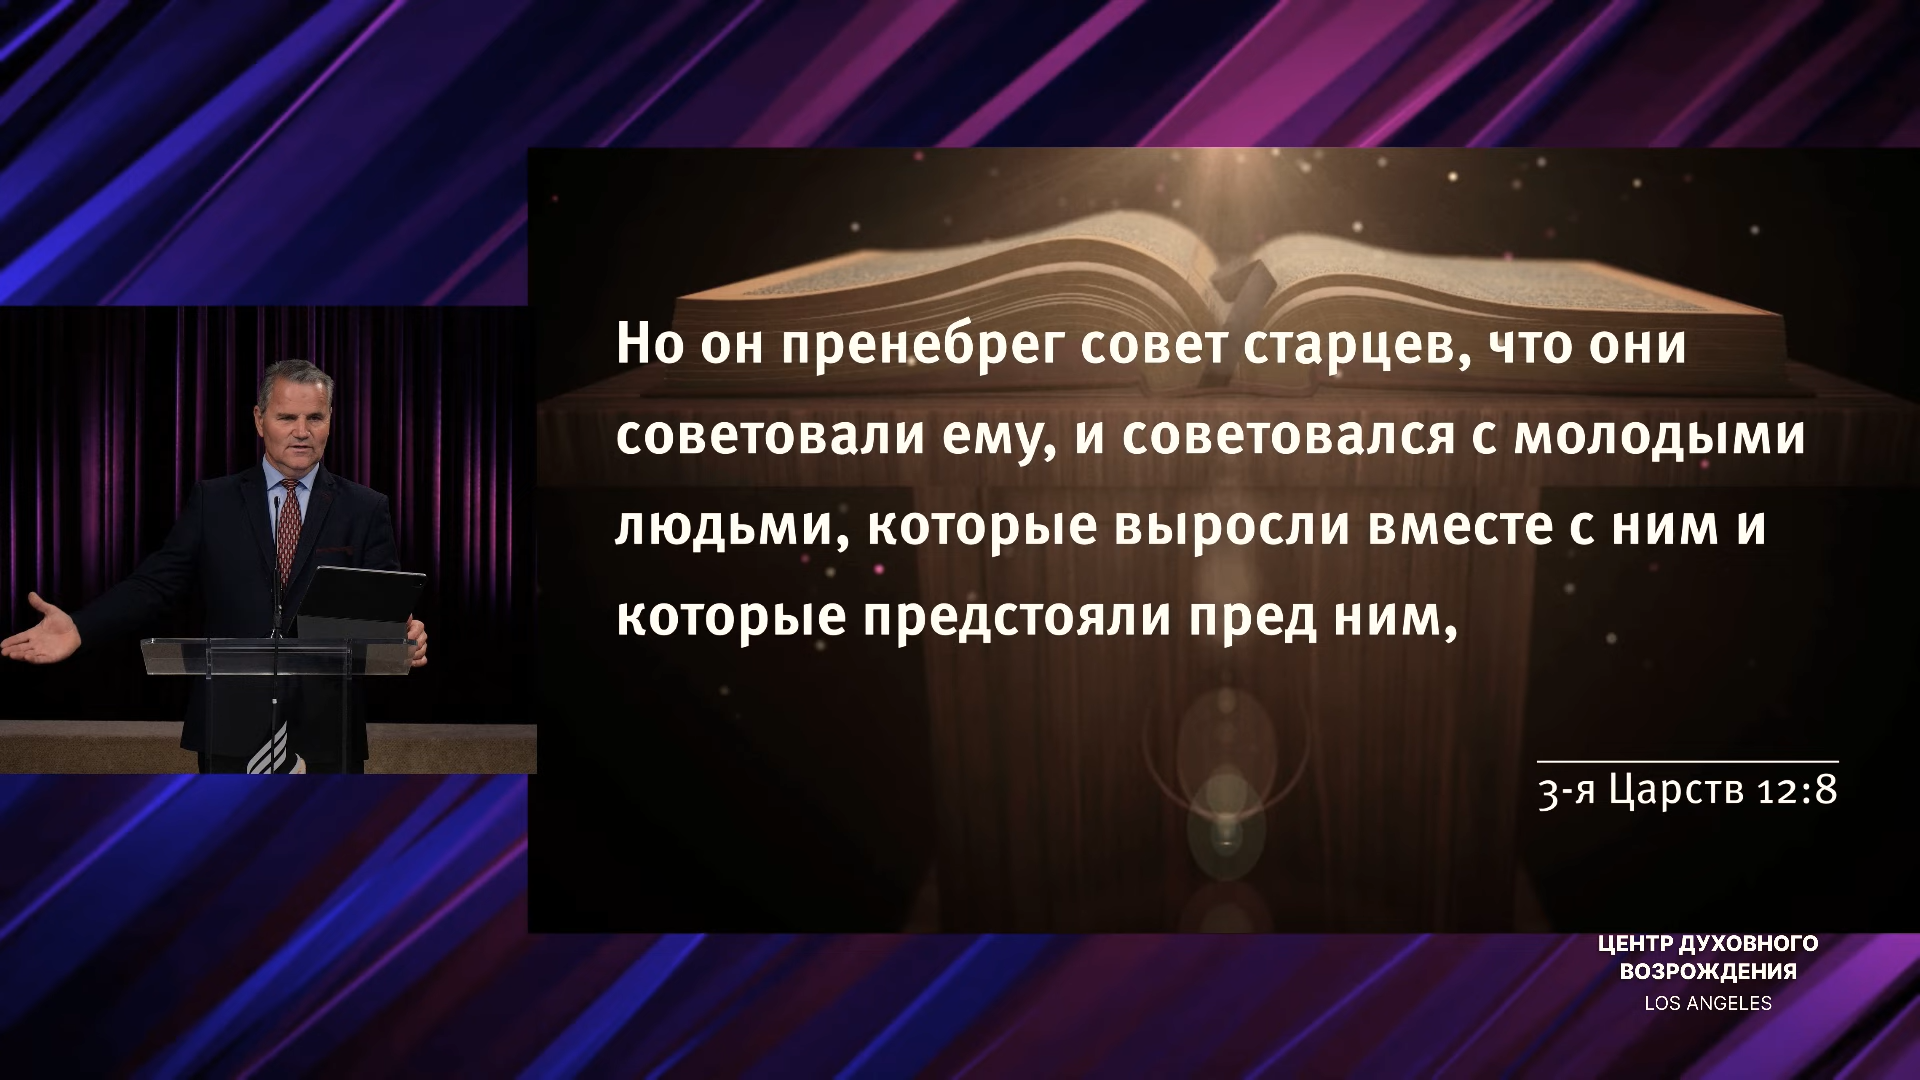 Но он пренебрег совет старцев, что они
советовали ему, и советовался с молодыми
людьми, которые выросли вместе с ним и
которые предстояли пред ним,
3-я Царств 12:8
ЦЕНТР ДУХОВНОГО
ВОЗРОЖДЕНИЯ
LOS ANGELES